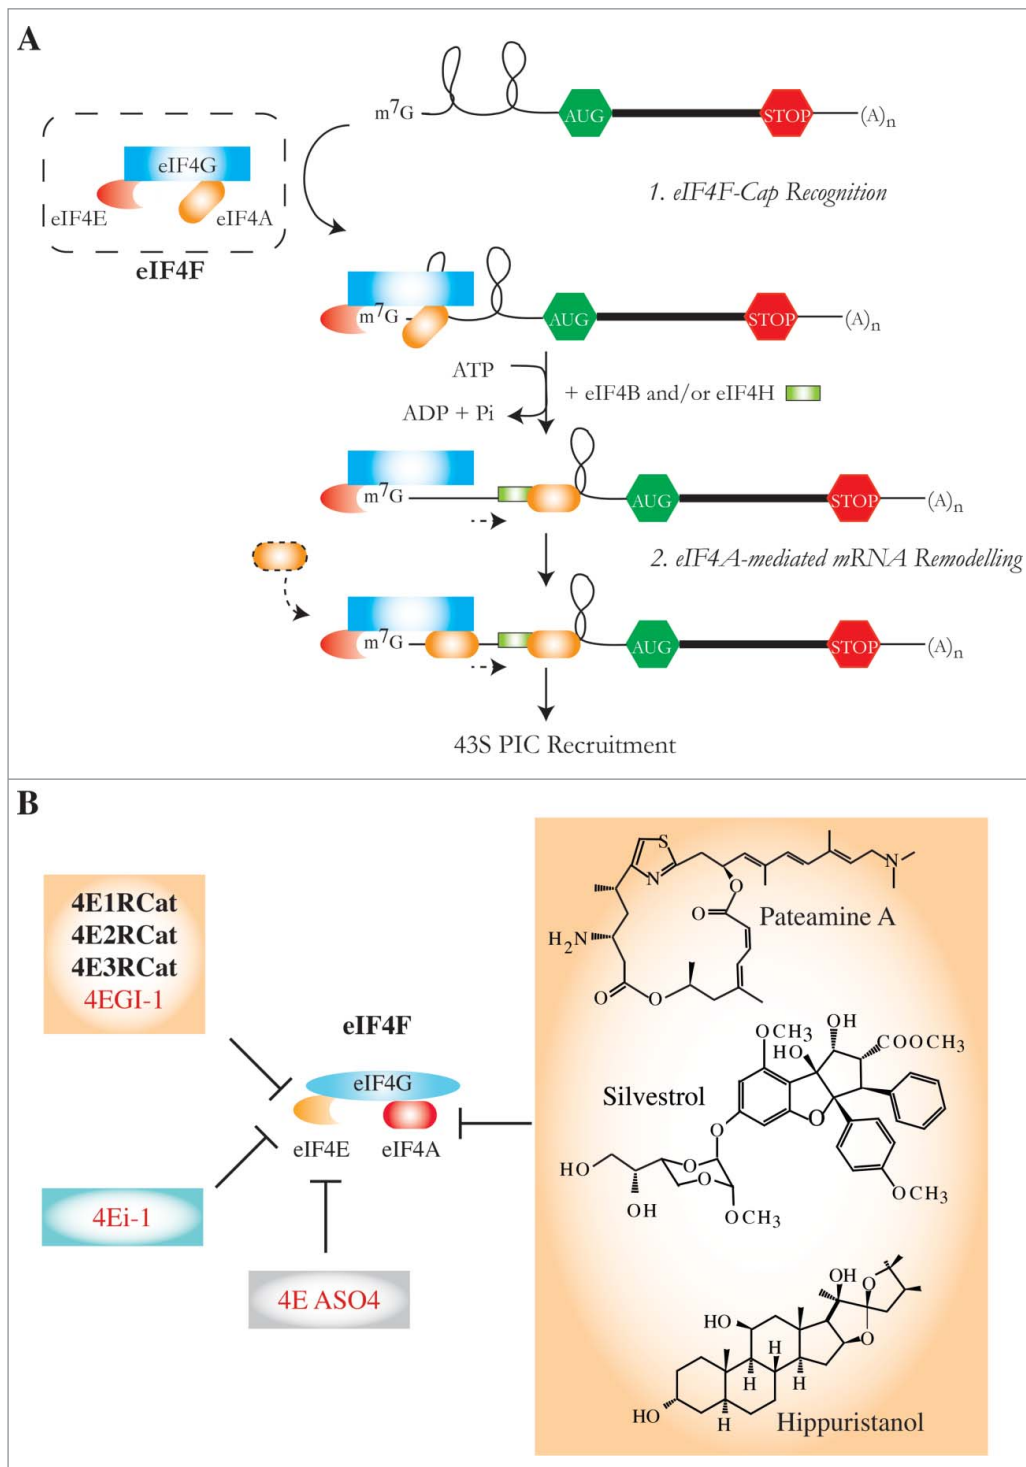 A
m7G
AUG
STOP
(A)n
eIF4G
eIF4E
eIF4A
eIF4F
1. eIF4F-Cap Recognition
m7G
AUG
STOP
(A)n
ATP
ADP + Pi
+ eIF4B and/or eIF4H
m7G
AUG
STOP
(A)n
2. eIF4A-mediated mRNA Remodelling
m7G
AUG
STOP
(A)n
43S PIC Recruitment
B
4E1RCat
4E2RCat
4E3RCat
4EGI-1
eIF4F
eIF4G
eIF4E
eIF4A
4Ei-1
4E ASO4
S
N
N
O
O
H2N
O
O
Pateamine A
OCH3
HO
OH
COOCH3
Silvestrol
O
O
HO
O
O
OH
OCH3
OCH3
OH
O
HO
O
H
H
H
H
HO
Hippuristanol